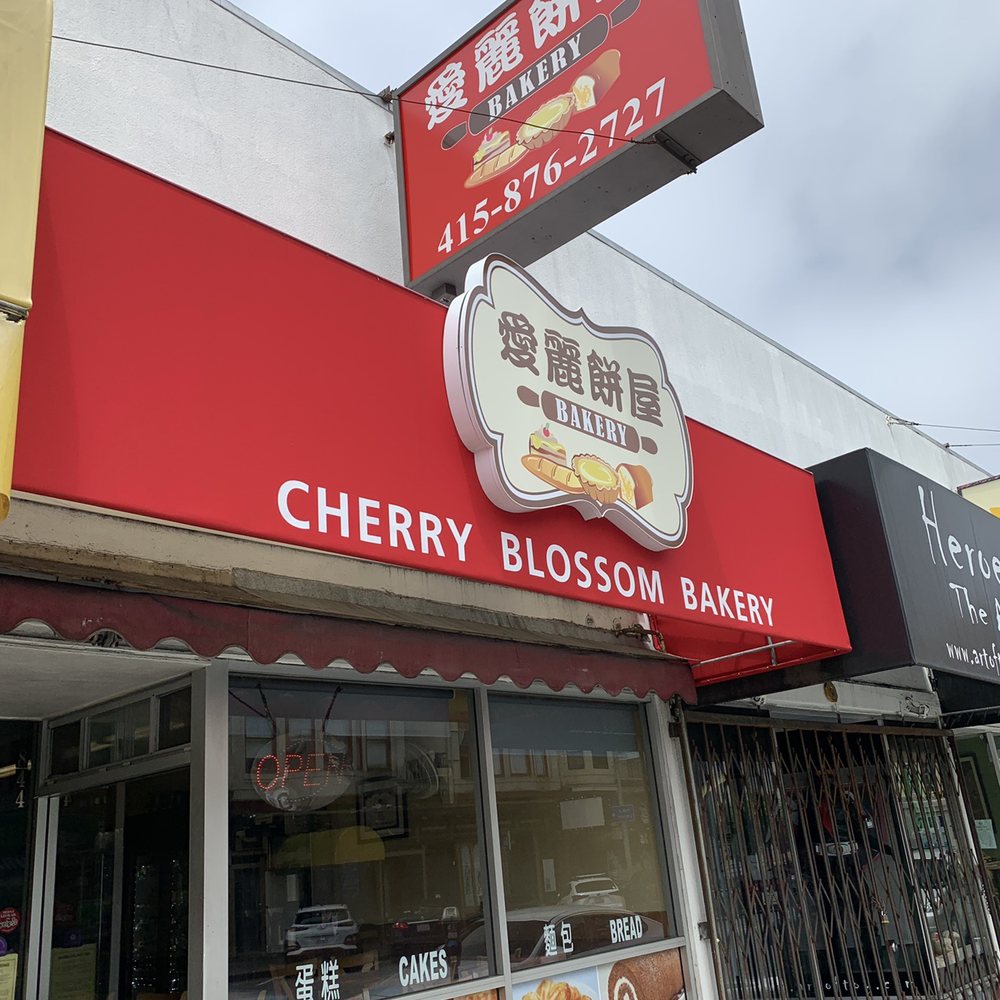 愛麗餅
BAKERY
415-876-2727
愛麗餅屋
BAKERY
CHERRY BLOSSOM BAKERY
The
OPEN
蛋糕
CAKES
麵包
BREAD